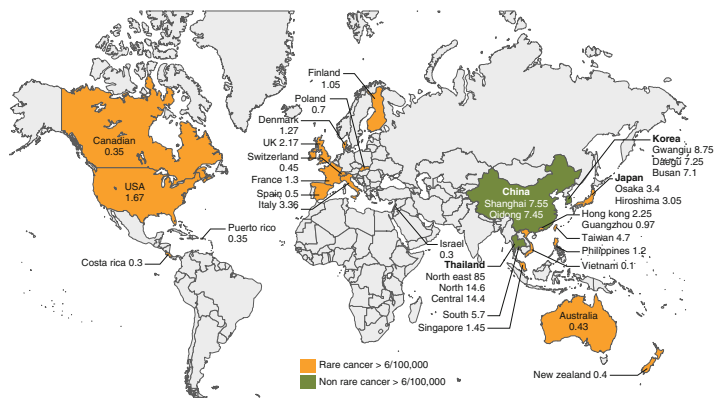 Finland
1.05
Poland
0.7
Denmark
1.27
UK 2.17
Switzerland
0.45
France 1.3
Spain 0.5
Italy 3.36
Canadian
0.35
USA
1.67
Puerto rico
0.35
Costa rica 0.3
Israel
0.3
Korea
Gwangju 8.75
Daegu 7.25
Busan 7.1
Japan
Osaka 3.4
Hiroshima 3.05
China
Shanghai 7.55
Qidong 7.45
Hong kong 2.25
Guangzhou 0.97
Taiwan 4.7
Philippines 1.2
Vietnam 0.1
Thailand
North east 85
North 14.6
Central 14.4
South 5.7
Singapore 1.45
Australia
0.43
New zealand 0.4
Rare cancer > 6/100,000
Non rare cancer > 6/100,000